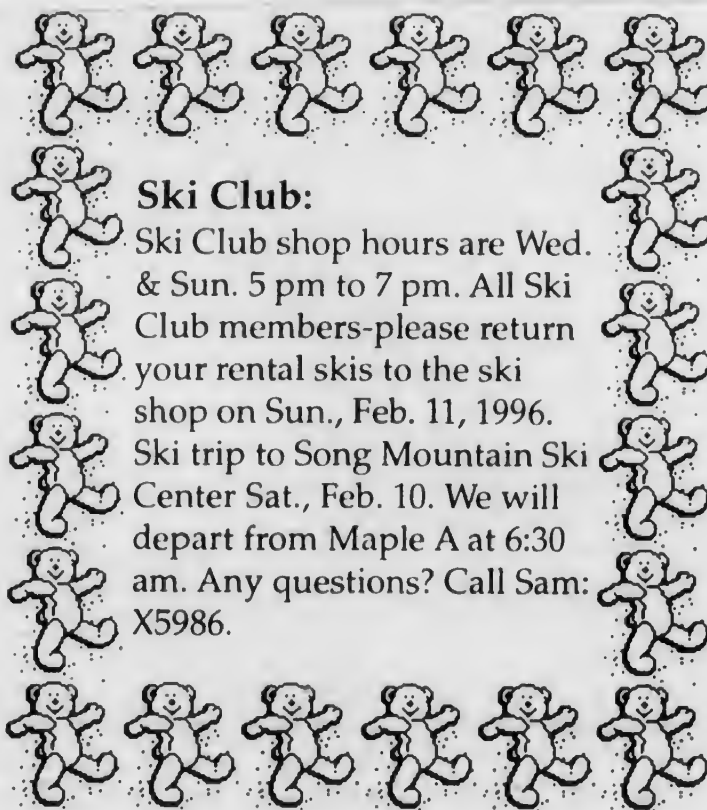 Ski Club:
Ski Club shop hours are Wed.
& Sun. 5 pm to 7 pm. All Ski
Club members-please return
your rental skis to the ski
shop on Sun., Feb. 11, 1996.
Ski trip to Song Mountain Ski
Center Sat., Feb. 10. We will
depart from Maple A at 6:30
am. Any questions? Call Sam:
X5986.